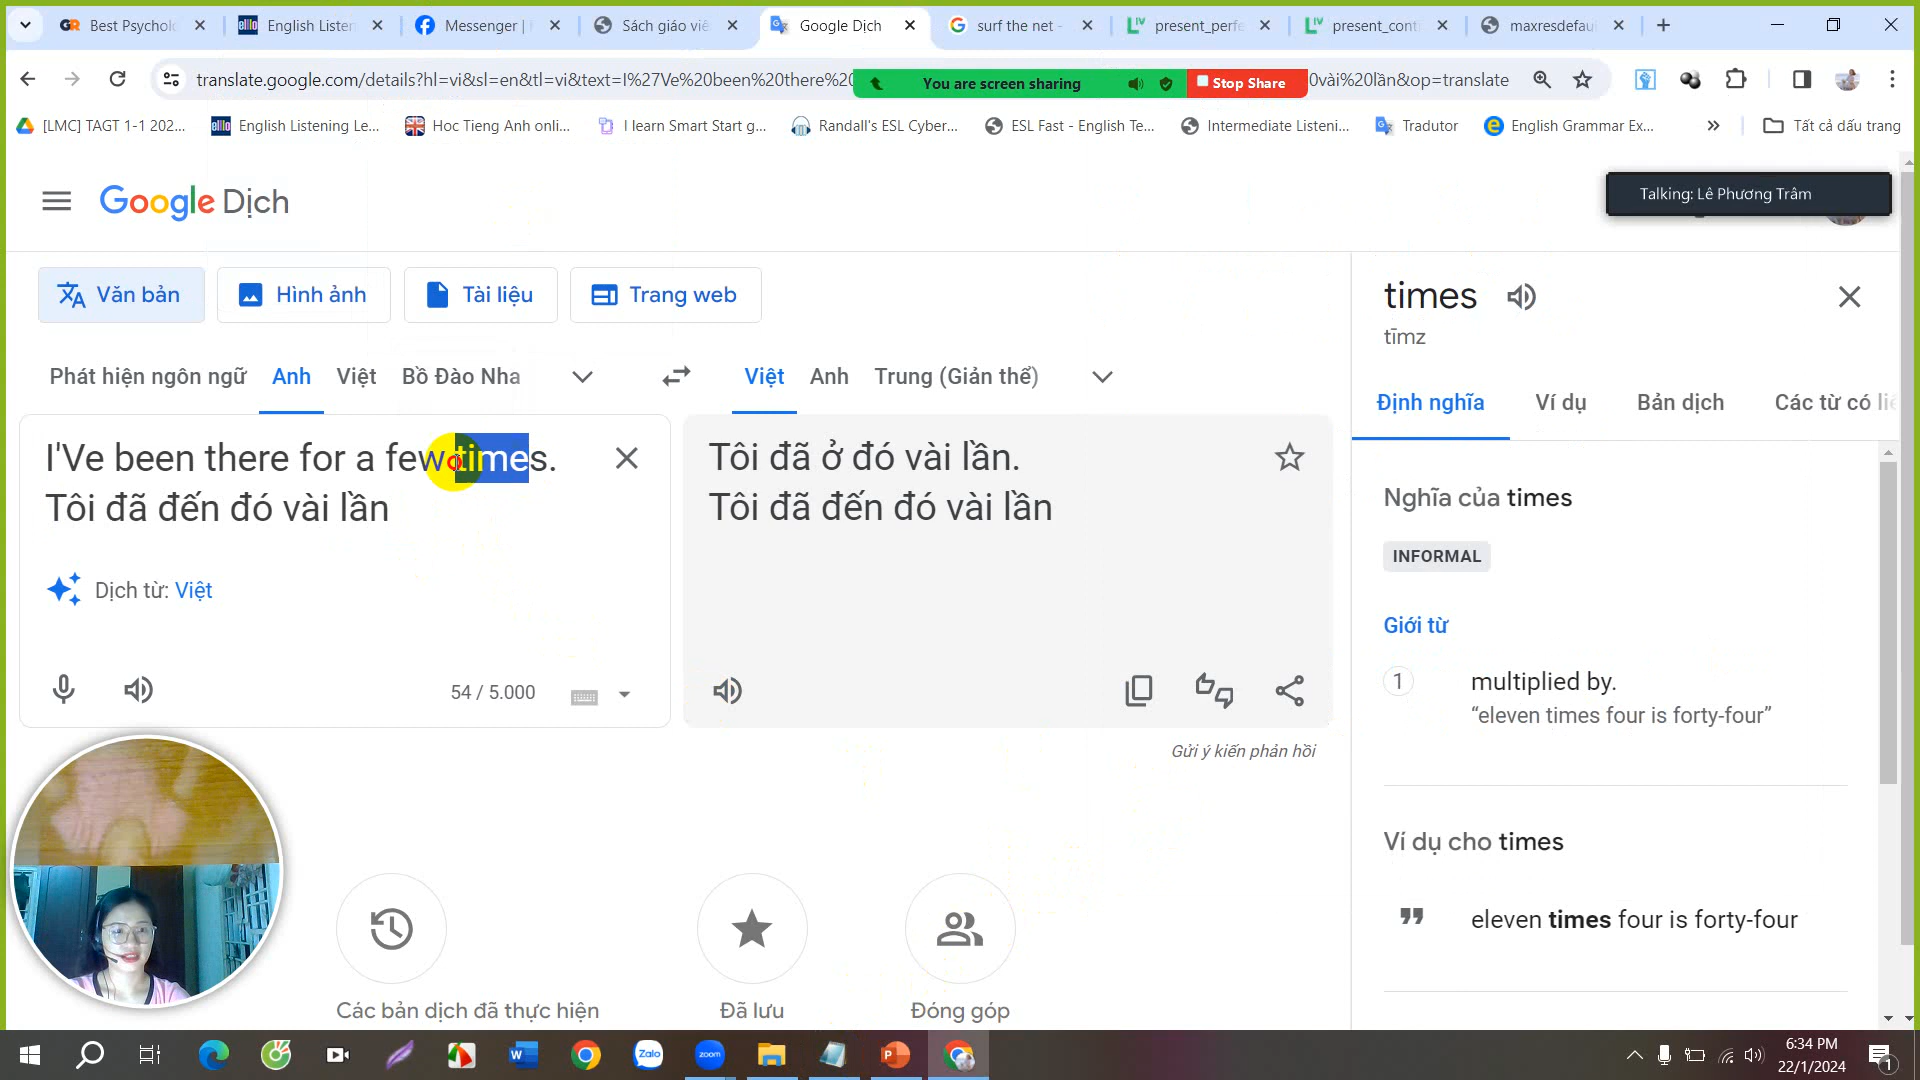 Best Psychol
English Listen
Messenger |
Sách giáo viê
Google Dịch
surf the net -
present_perfe
present_conti
maxresdefau
translate.google.com/details?hl=vi&sl=en&tl=vi&text=I%27Ve%20been%20there%20
You are screen sharing
Stop Share
0vài%20lần&op=translate
[LMC] TAGT 1-1 202...
English Listening Le...
Hoc Tieng Anh onli...
I learn Smart Start g...
Randall's ESL Cyber...
ESL Fast - English Te...
Intermediate Listeni...
Tradutor
English Grammar Ex...
Tất cả dấu trang
Google Dịch
Talking: Lê Phương Trâm
Văn bản
Hình ảnh
Tài liệu
Trang web
Phát hiện ngôn ngữ
Anh
Việt
Bồ Đào Nha
Việt
Anh
Trung (Giản thể)
I'Ve been there for a few times.
Tôi đã đến đó vài lần
Dịch từ: Việt
54 / 5.000
Tôi đã ở đó vài lần.
Tôi đã đến đó vài lần
Gửi ý kiến phản hồi
times
tīmz
Định nghĩa
Ví dụ
Bản dịch
Các từ có liê
Nghĩa của times
INFORMAL
Giới từ
1
multiplied by.
“eleven times four is forty-four”
Ví dụ cho times
eleven times four is forty-four
Các bản dịch đã thực hiện
Đã lưu
Đóng góp
Zalo
zoom
6:34 PM
22/1/2024
1